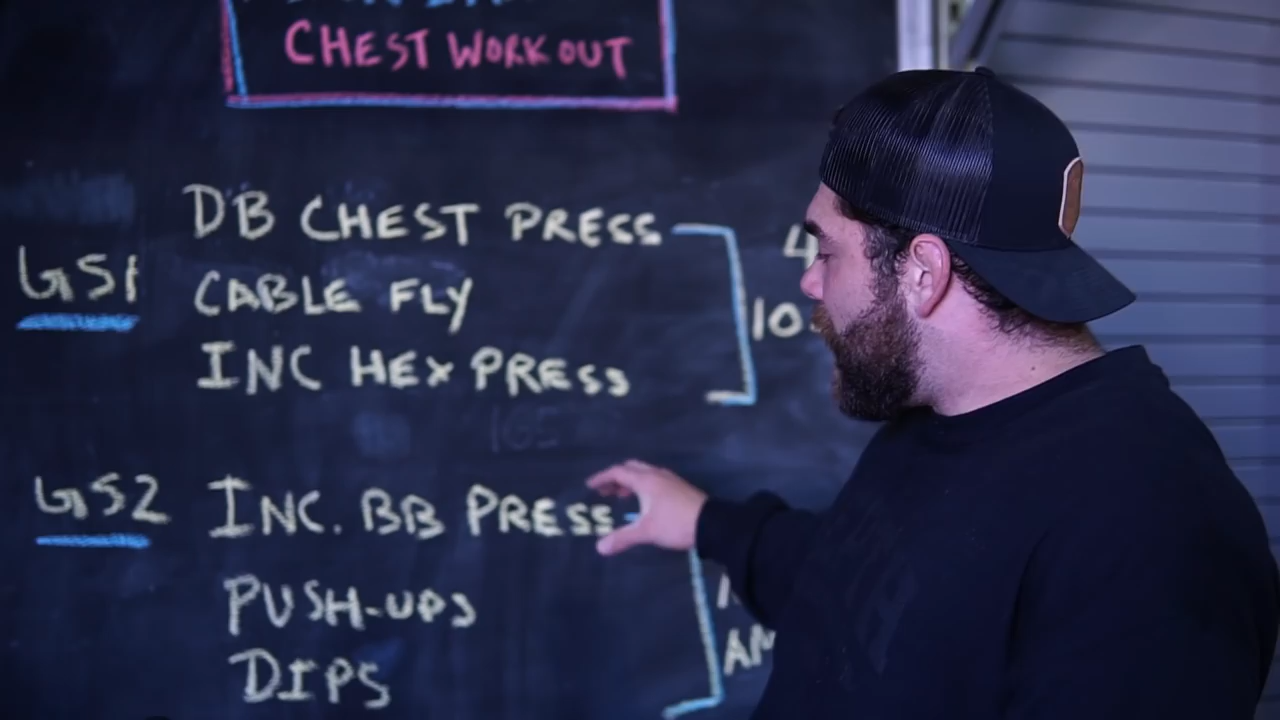 CHEST WORKOUT
DB CHEST PRESS
GS1
CABLE FLY
INC HEX PRESS
GS2 INC. BB PRESS
PUSH-UPS
DIPS